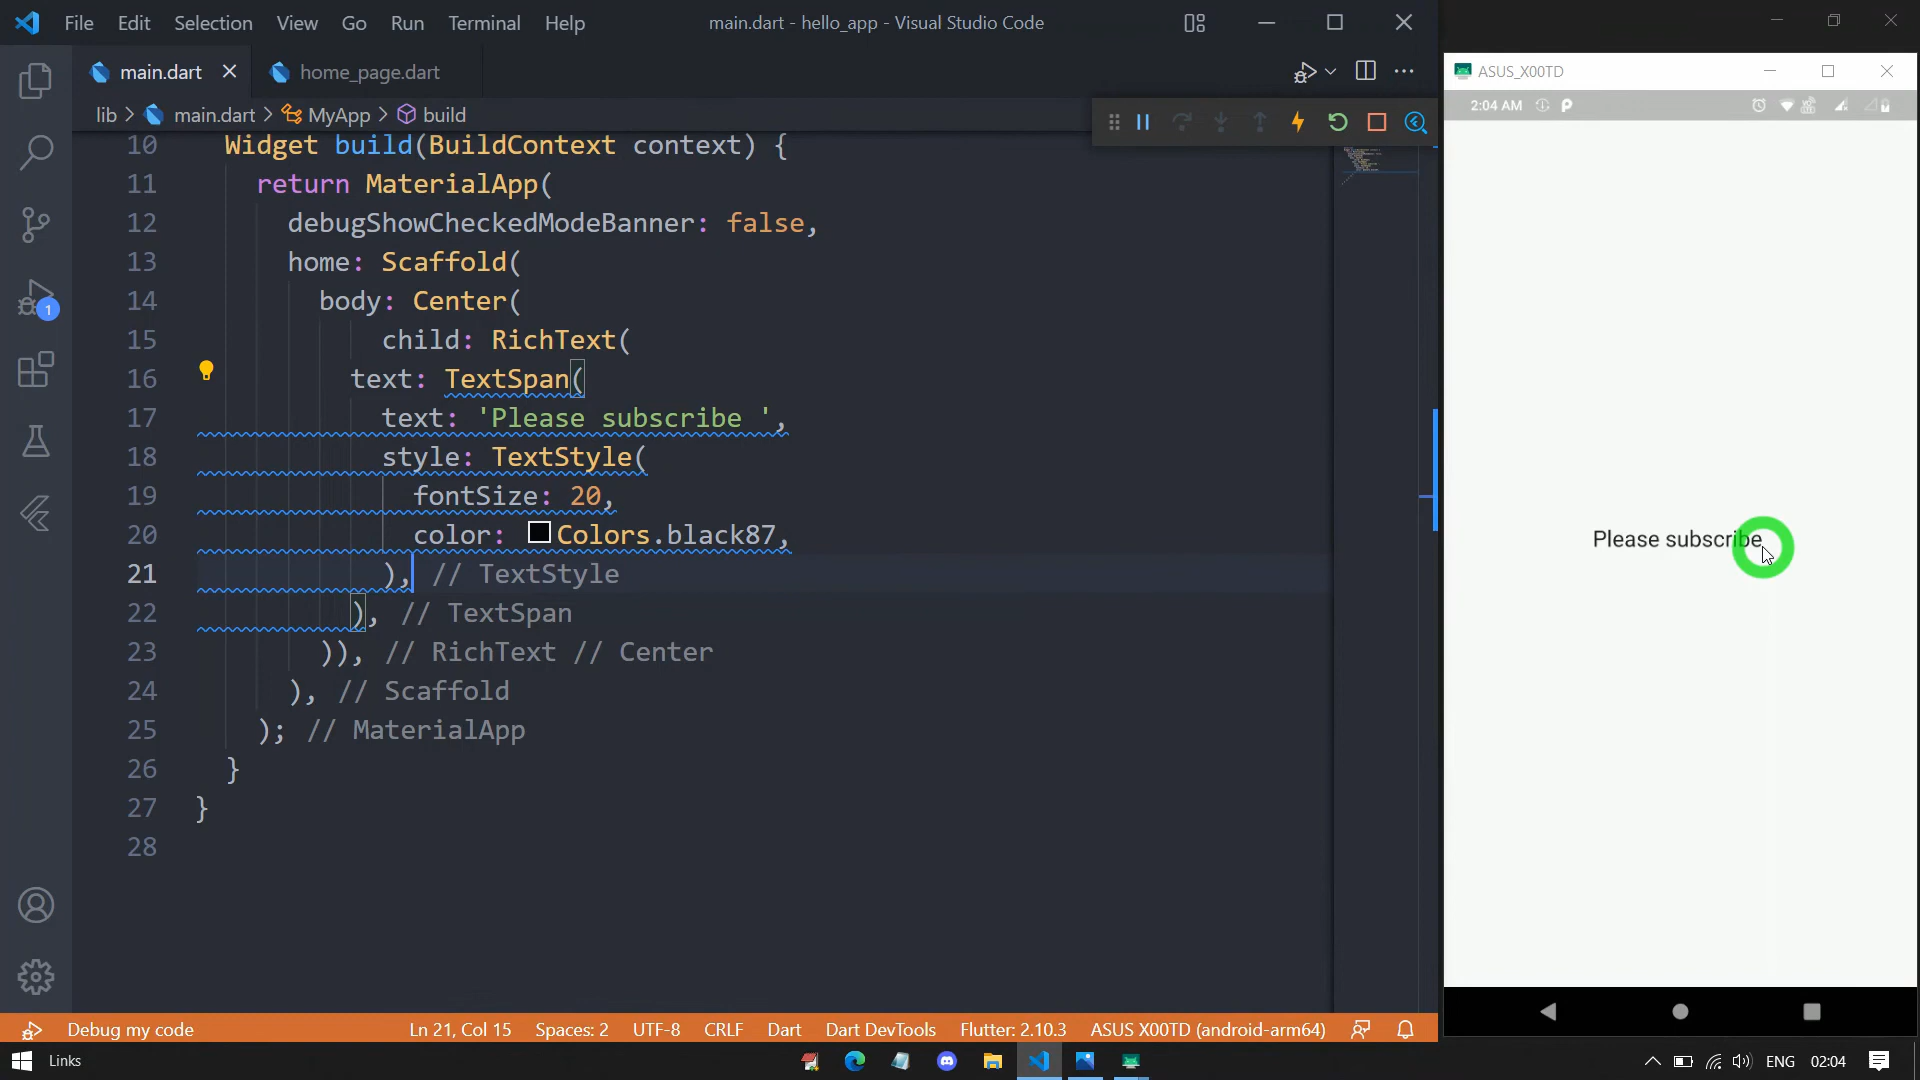 File Edit Selection View Go Run Terminal Help main.dart - hello_app - Visual Studio Code
main.dart home_page.dart
lib > main.dart > MyApp > build
10 Widget build(BuildContext context) {
11 return MaterialApp(
12 debugShowCheckedModeBanner: false,
13 home: Scaffold(
14 body: Center(
15 child: RichText(
16 text: TextSpan(
17 text: 'Please subscribe ',
18 style: TextStyle(
19 fontSize: 20,
20 color: Colors.black87,
21 ), // TextStyle
22 ), // TextSpan
23 )), // RichText // Center
24 ), // Scaffold
25 ); // MaterialApp
26 }
27 }
28
1
ASUS_X00TD
2:04 AM
Please subscribe
Debug my code Ln 21, Col 15 Spaces: 2 UTF-8 CRLF Dart Dart DevTools Flutter: 2.10.3 ASUS X00TD (android-arm64)
Links ENG 02:04